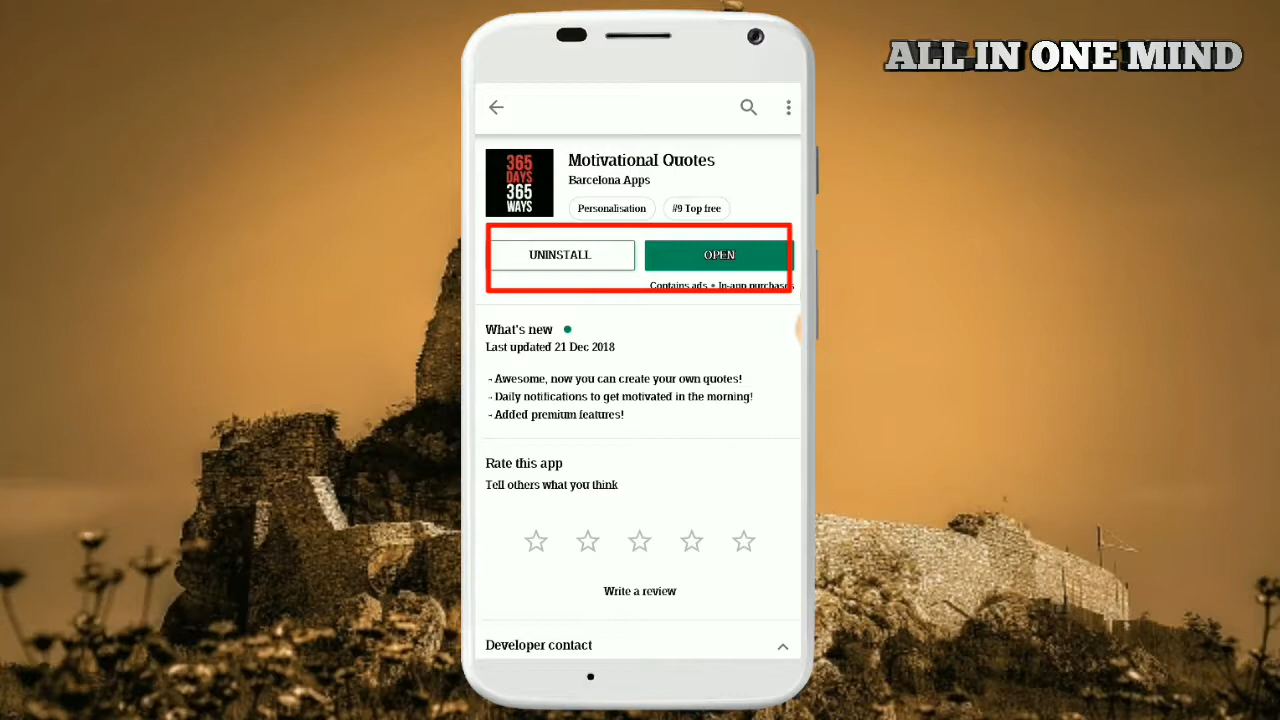 ALL IN ONE MIND
365
DAYS
365
WAYS
Motivational Quotes
Barcelona Apps
Personalisation
#9 Top free
UNINSTALL
OPEN
Contains ads • In-app purchases
What's new
Last updated 21 Dec 2018
- Awesome, now you can create your own quotes!
- Daily notifications to get motivated in the morning!
- Added premium features!
Rate this app
Tell others what you think
Write a review
Developer contact